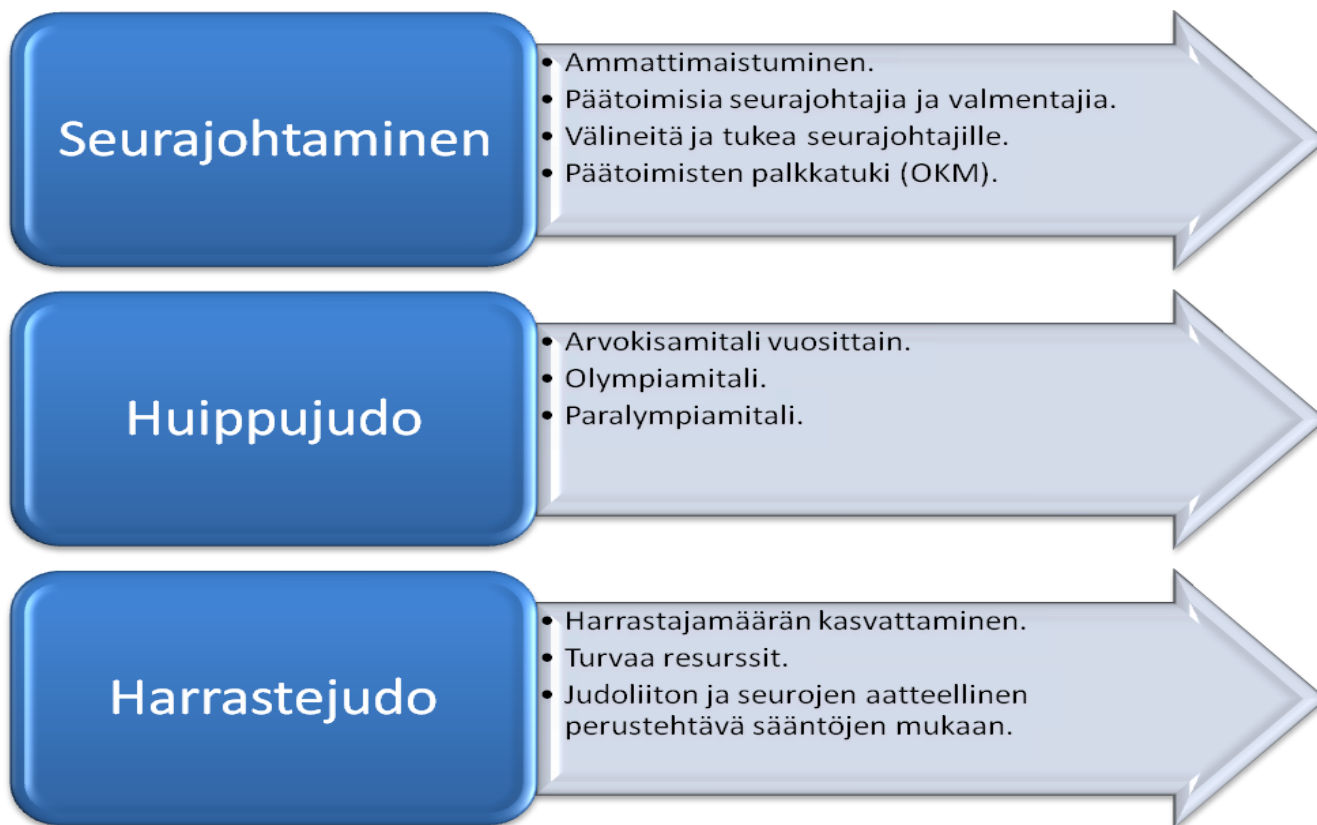 Seurajohtaminen
• Ammattimaistuminen.
• Päätoimisia seurajohtajia ja valmentajia.
• Välineitä ja tukea seurajohtajille.
• Päätoimisten palkkatuki (OKM).
Huippujudo
• Arvokisamitali vuosittain.
• Olympiamitali.
• Paralympiamitali.
Harrastejudo
• Harrastajamäärän kasvattaminen.
• Turvaa resurssit.
• Judoliiton ja seurojen aatteellinen
perustehtävä sääntöjen mukaan.